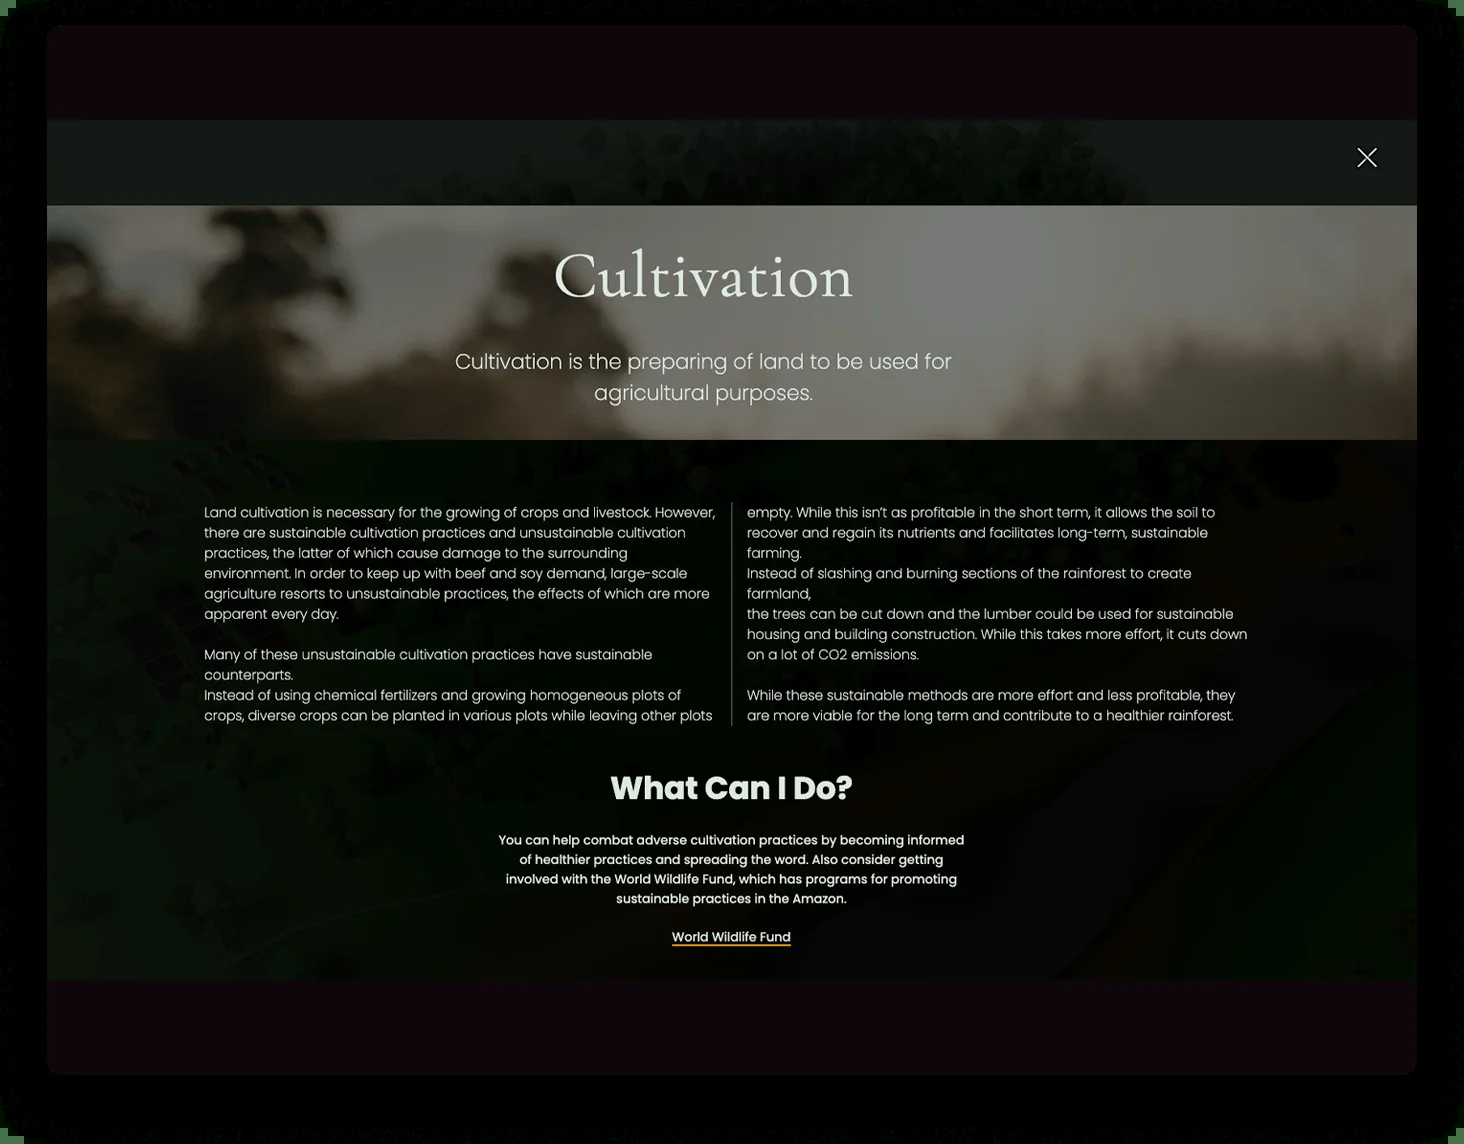 Cultivation
Cultivation is the preparing of land to be used for
agricultural purposes.
Land cultivation is necessary for the growing of crops and livestock. However,
there are sustainable cultivation practices and unsustainable cultivation
practices, the latter of which cause damage to the surrounding
environment. In order to keep up with beef and soy demand, large-scale
agriculture resorts to unsustainable practices, the effects of which are more
apparent every day.
Many of these unsustainable cultivation practices have sustainable
counterparts.
Instead of using chemical fertilizers and growing homogeneous plots of
crops, diverse crops can be planted in various plots while leaving other plots
empty. While this isn't as profitable in the short term, it allows the soil to
recover and regain its nutrients and facilitates long-term, sustainable
farming.
Instead of slashing and burning sections of the rainforest to create
farmland,
the trees can be cut down and the lumber could be used for sustainable
housing and building construction. While this takes more effort, it cuts down
on a lot of CO2 emissions.
While these sustainable methods are more effort and less profitable, they
are more viable for the long term and contribute to a healthier rainforest.
What Can I Do?
You can help combat adverse cultivation practices by becoming informed
of healthier practices and spreading the word. Also consider getting
involved with the World Wildlife Fund, which has programs for promoting
sustainable practices in the Amazon.
World Wildlife Fund